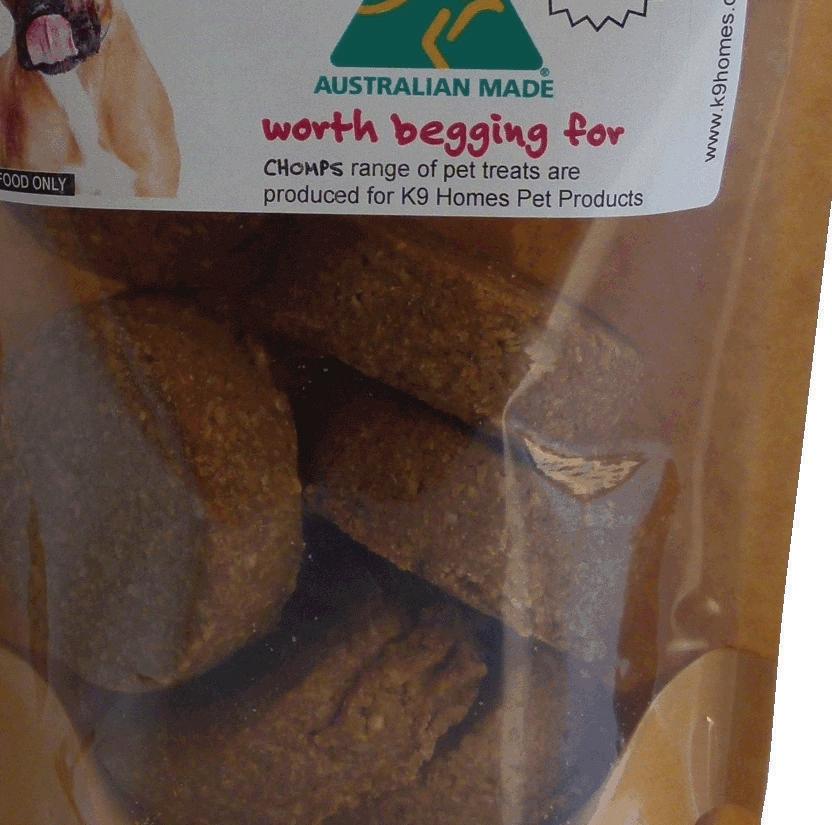 AUSTRALIAN MADE
worth begging for
CHOMPS range of pet treats are
produced for K9 Homes Pet Products
FOOD ONLY
www.k9homes.c